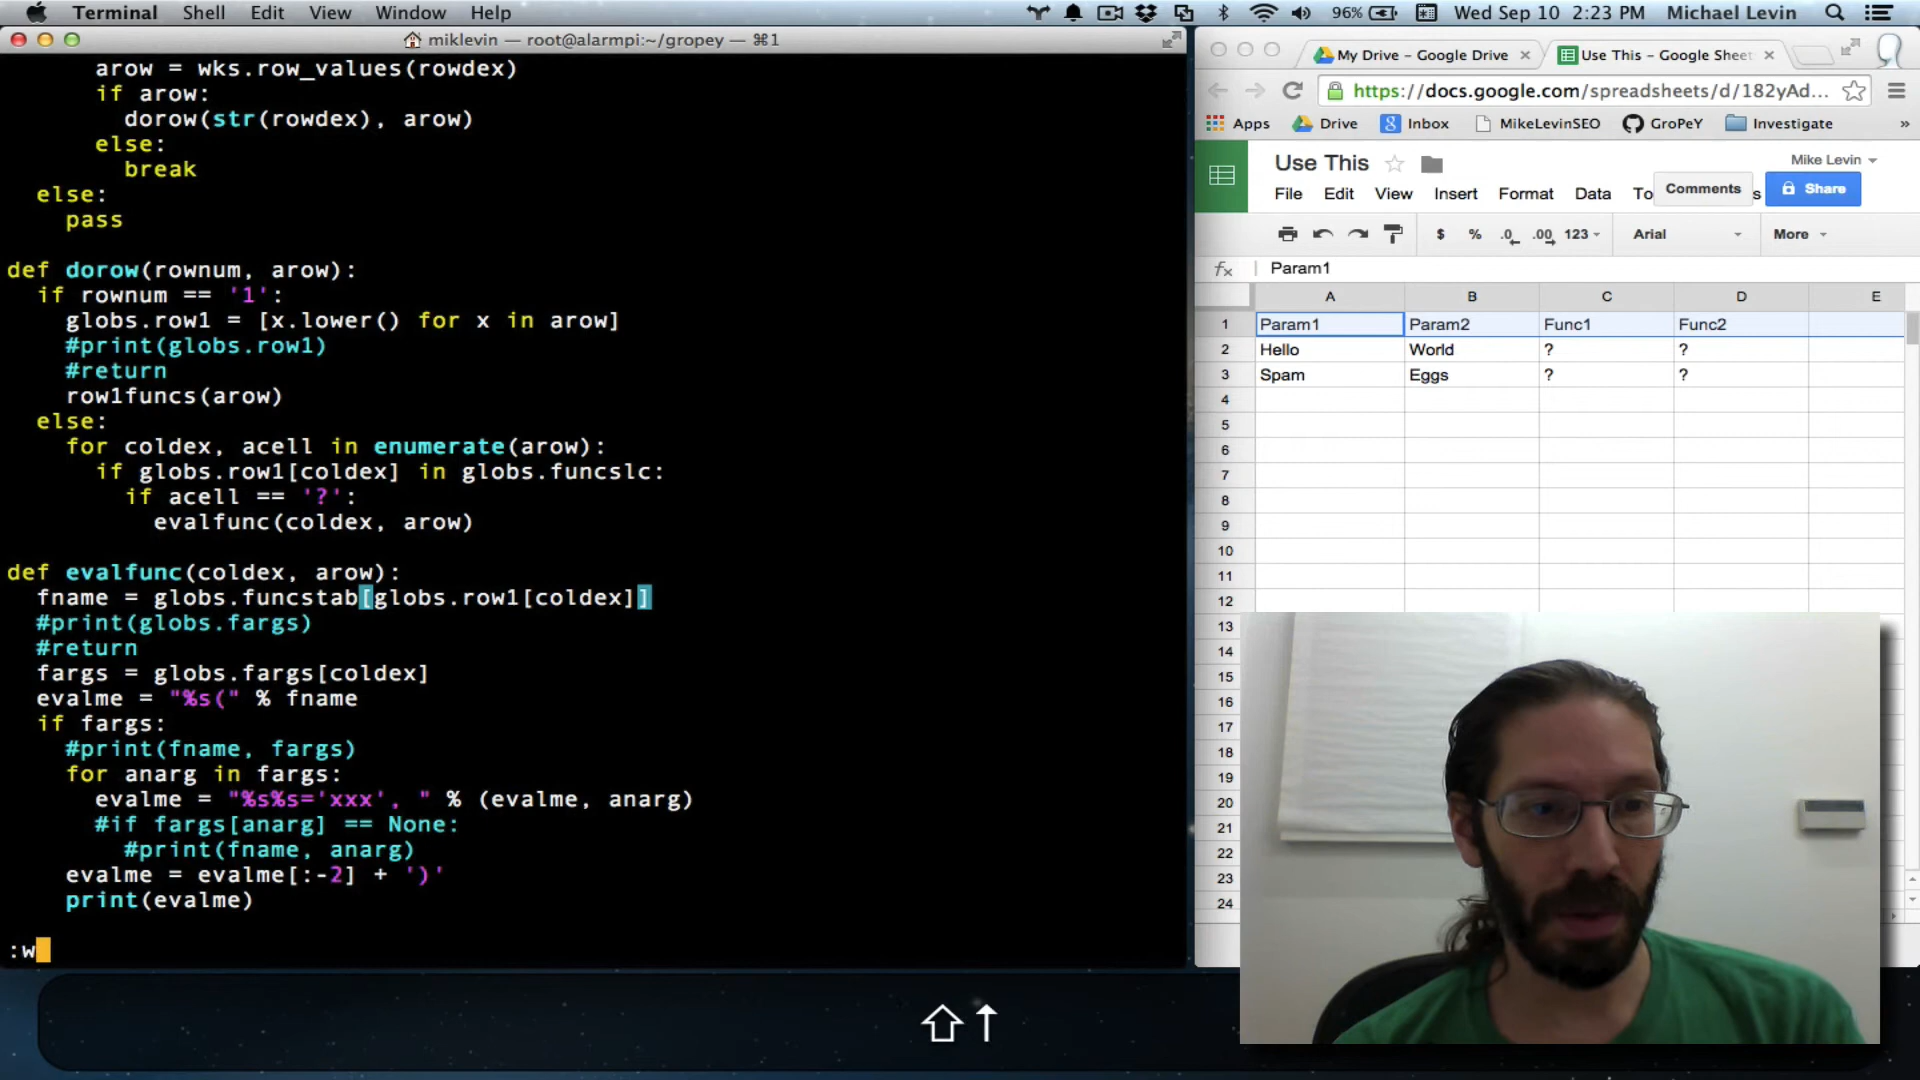 Terminal Shell Edit View Window Help 96% Wed Sep 10 2:23 PM Michael Levin
miklevin — root@alarmpi:~/gropey — ⌘1
arow = wks.row_values(rowdex)
if arow:
dorow(str(rowdex), arow)
else:
break
else:
pass
def dorow(rownum, arow):
if rownum == '1':
globs.row1 = [x.lower() for x in arow]
#print(globs.row1)
#return
row1funcs(arow)
else:
for coldex, acell in enumerate(arow):
if globs.row1[coldex] in globs.funcslc:
if acell == '?':
evalfunc(coldex, arow)
def evalfunc(coldex, arow):
fname = globs.funcstab[globs.row1[coldex]]
#print(globs.fargs)
#return
fargs = globs.fargs[coldex]
evalme = "%s(" % fname
if fargs:
#print(fname, fargs)
for anarg in fargs:
evalme = "%s%s='xxx', " % (evalme, anarg)
#if fargs[anarg] == None:
#print(fname, anarg)
evalme = evalme[:-2] + ')'
print(evalme)
:w
⇧↑
My Drive – Google Drive × Use This – Google Sheet ×
https://docs.google.com/spreadsheets/d/182yAd...
Apps Drive Inbox MikeLevinSEO GroPeY Investigate »
Use This Mike Levin
File Edit View Insert Format Data To s Comments Share
$ % .0 .00 123 Arial More
fx Param1
A B C D E
1 Param1 Param2 Func1 Func2
2 Hello World ? ?
3 Spam Eggs ? ?
4
5
6
7
8
9
10
11
12
13
14
15
16
17
18
19
20
21
22
23
24